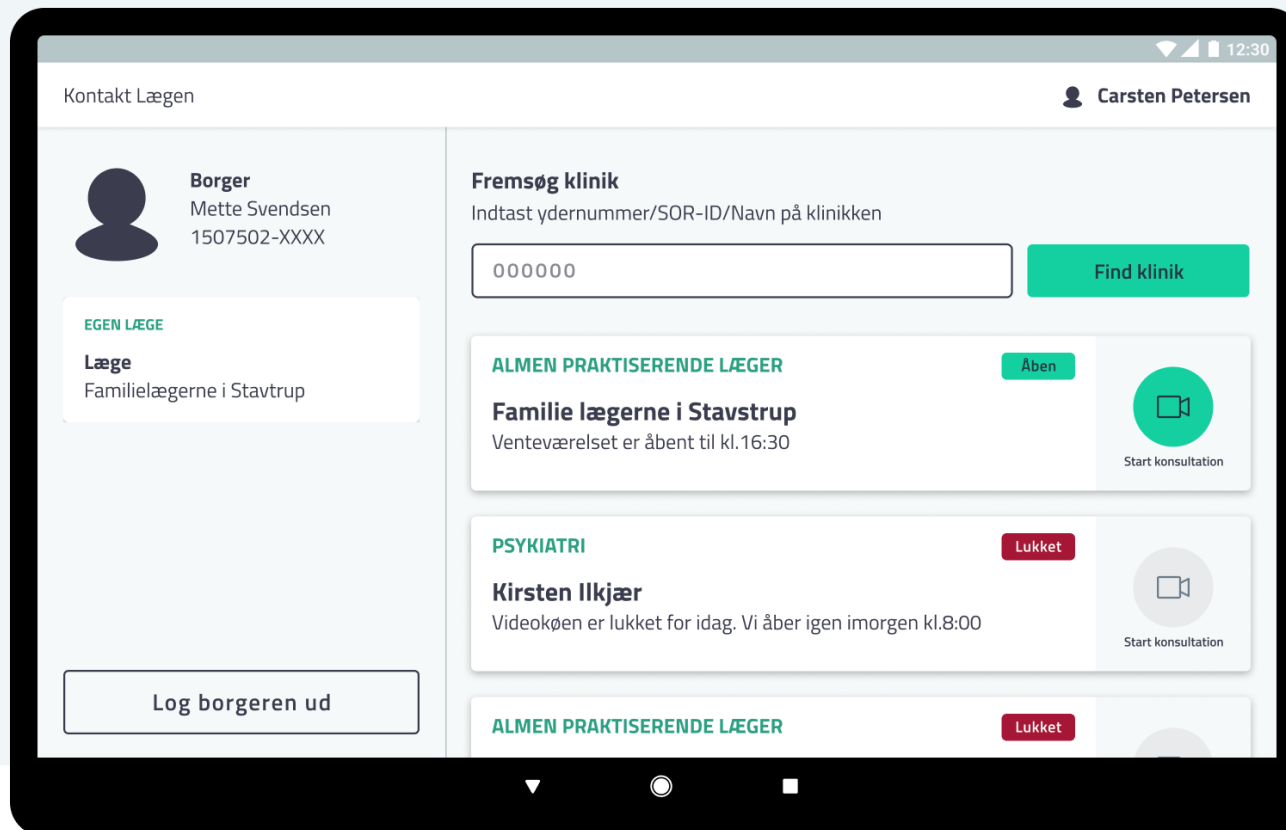 12:30
Kontakt Lægen
Carsten Petersen
Borger
Mette Svendsen
1507502-XXXX
EGEN LÆGE
Læge
Familielægerne i Stavtrup
Log borgeren ud
Fremsøg klinik
Indtast ydernummer/SOR-ID/Navn på klinikken
000000
Find klinik
ALMEN PRAKTISERENDE LÆGER
Åben
Familie lægerne i Stavstrup
Venteværelset er åbent til kl.16:30
Start konsultation
PSYKIATRI
Lukket
Kirsten Ilkjær
Videokøen er lukket for idag. Vi åber igen imorgen kl.8:00
Start konsultation
ALMEN PRAKTISERENDE LÆGER
Lukket